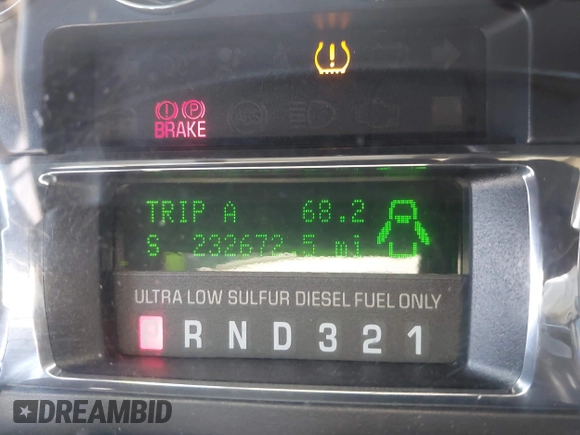 BRAKE
TRIP A 68.2
S 232672.5 mi
ULTRA LOW SULFUR DIESEL FUEL ONLY
R N D 3 2 1
DREAMBID